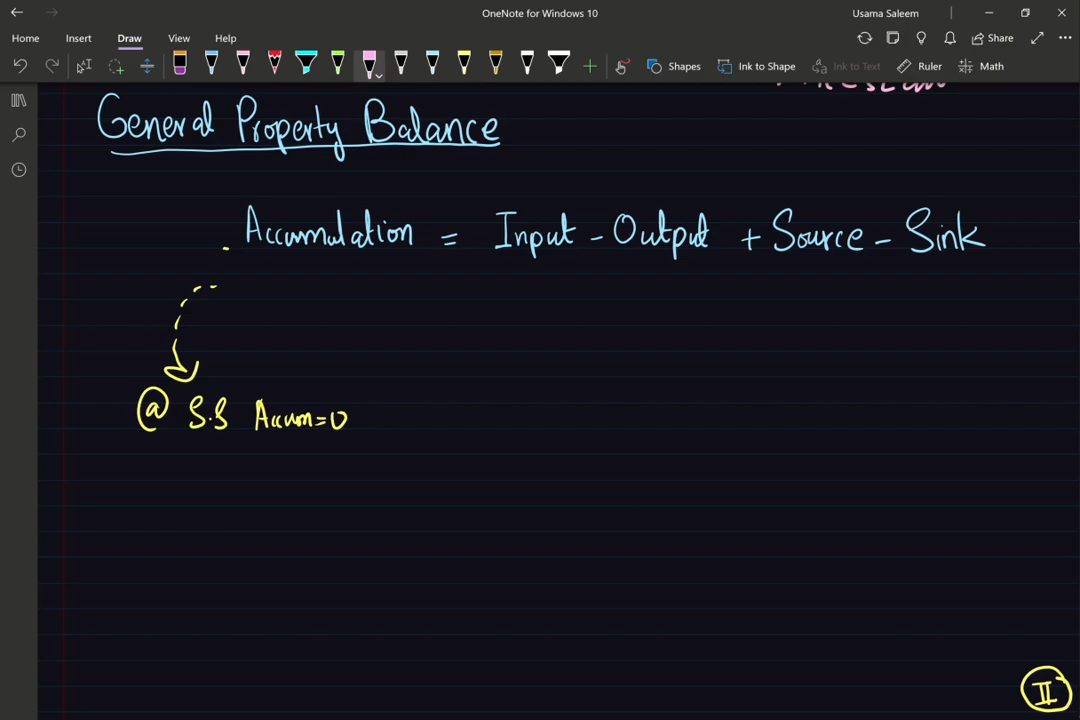 OneNote for Windows 10
Usama Saleem
Home Insert Draw View Help
Share
Shapes
Ink to Shape
Ink to Text
Ruler
Math
General Property Balance
Accumulation = Input - Output + Source - Sink
@ S.S Accum=0
II